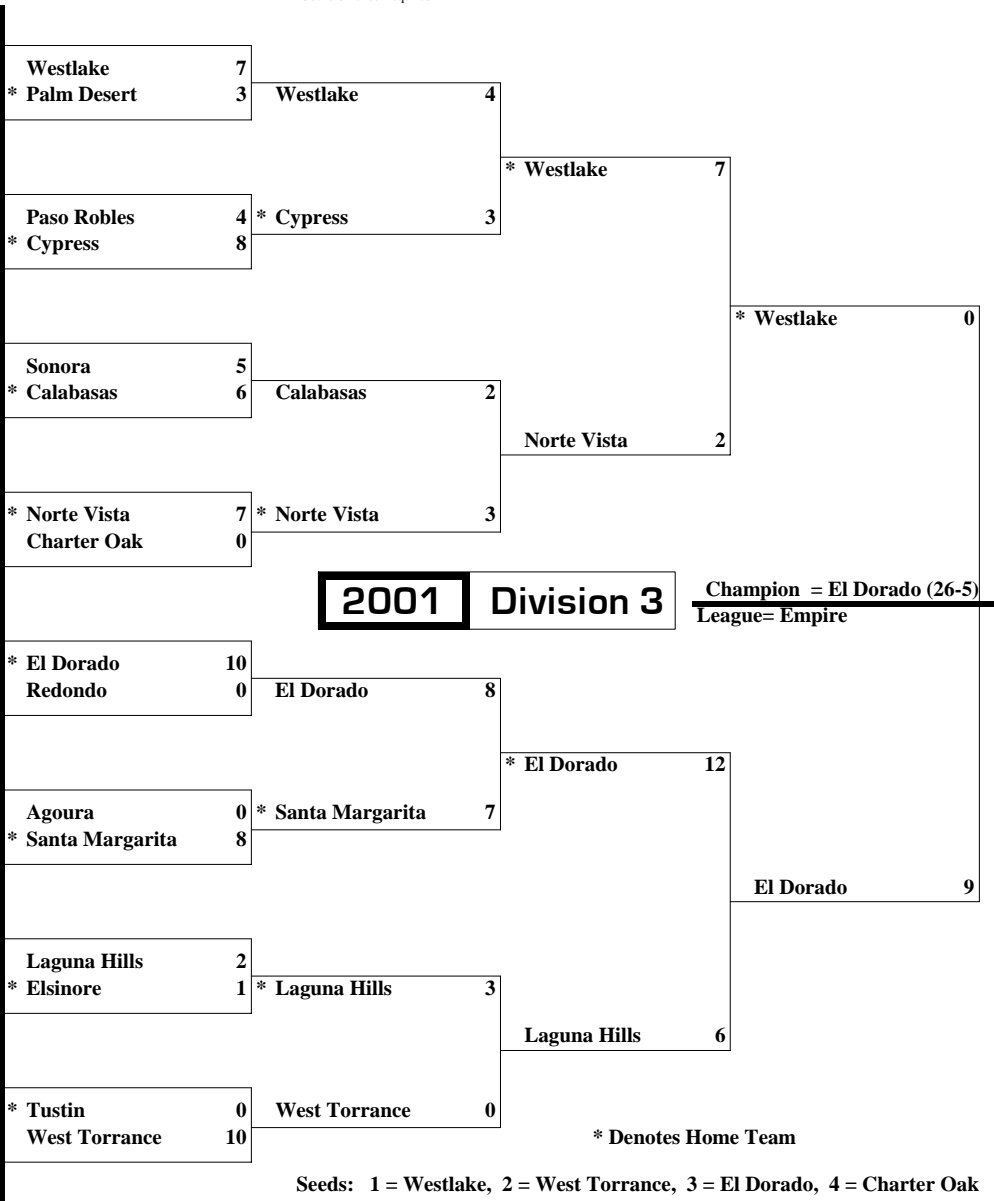 Westlake 7
* Palm Desert 3
Westlake 4
* Westlake 7
Paso Robles 4
* Cypress 8
* Cypress 3
* Westlake 0
Sonora 5
* Calabasas 6
Calabasas 2
Norte Vista 2
* Norte Vista 7
Charter Oak 0
* Norte Vista 3
2001 Division 3
Champion = El Dorado (26-5)
League= Empire
* El Dorado 10
Redondo 0
El Dorado 8
* El Dorado 12
Agoura 0
* Santa Margarita 8
* Santa Margarita 7
El Dorado 9
Laguna Hills 2
* Elsinore 1
* Laguna Hills 3
Laguna Hills 6
* Tustin 0
West Torrance 10
West Torrance 0
* Denotes Home Team
Seeds: 1 = Westlake, 2 = West Torrance, 3 = El Dorado, 4 = Charter Oak